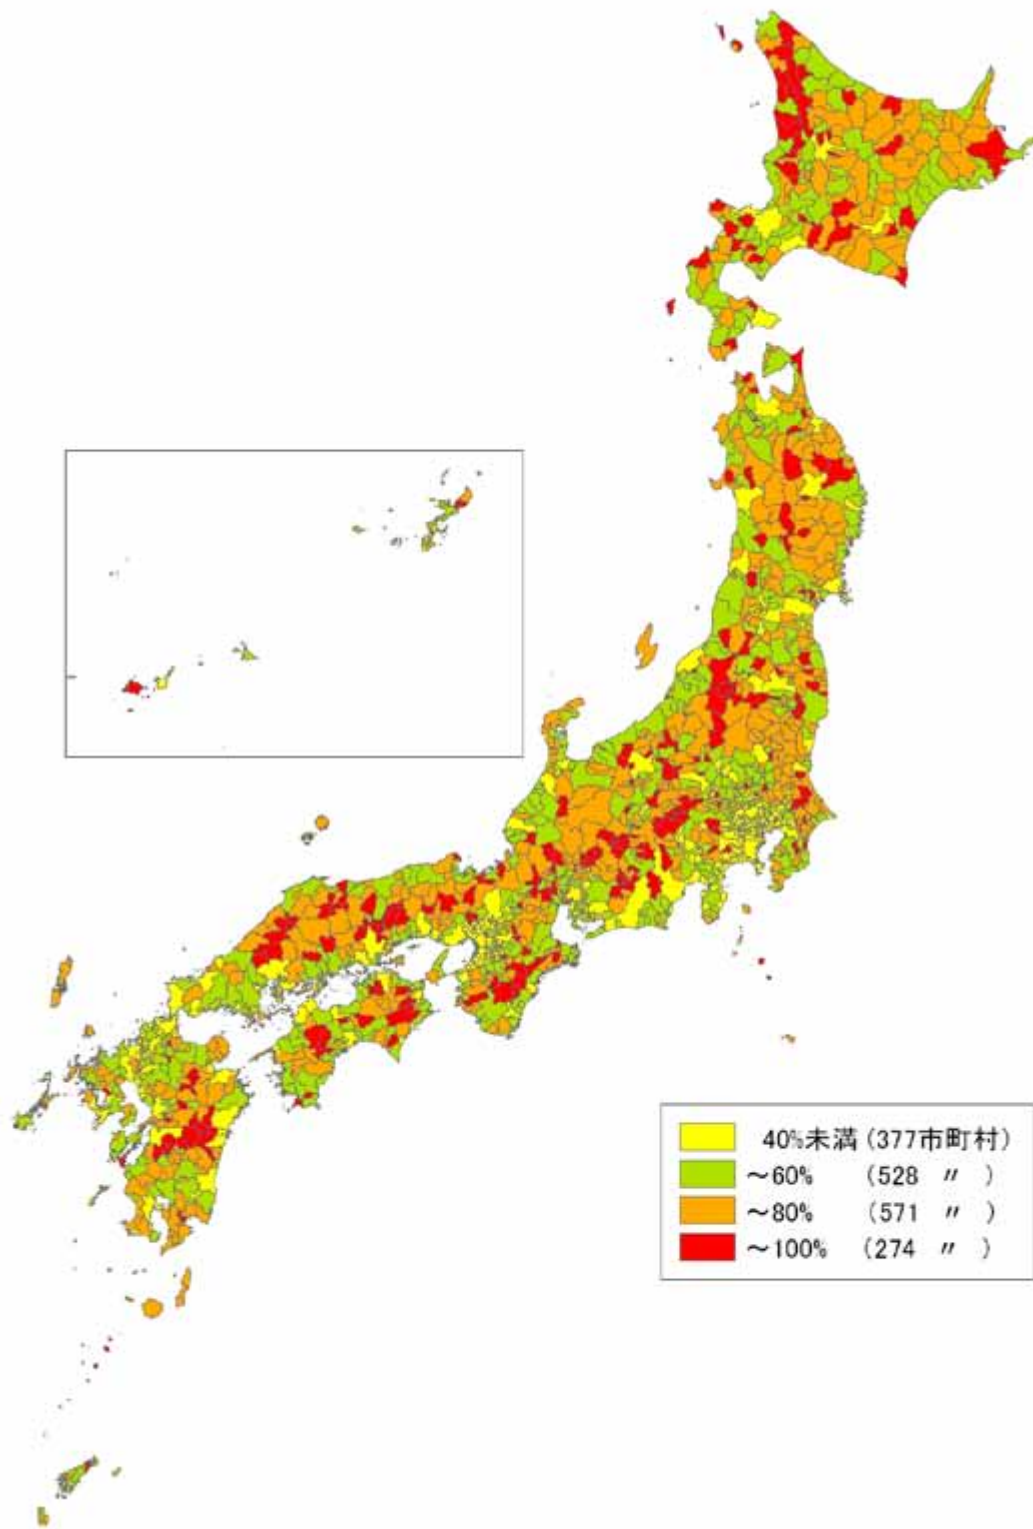 40%未満(377市町村)
～60% (528 〃 )
～80% (571 〃 )
～100% (274 〃 )